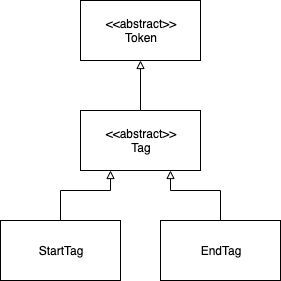 <<abstract>>
Token
<<abstract>>
Tag
StartTag
EndTag